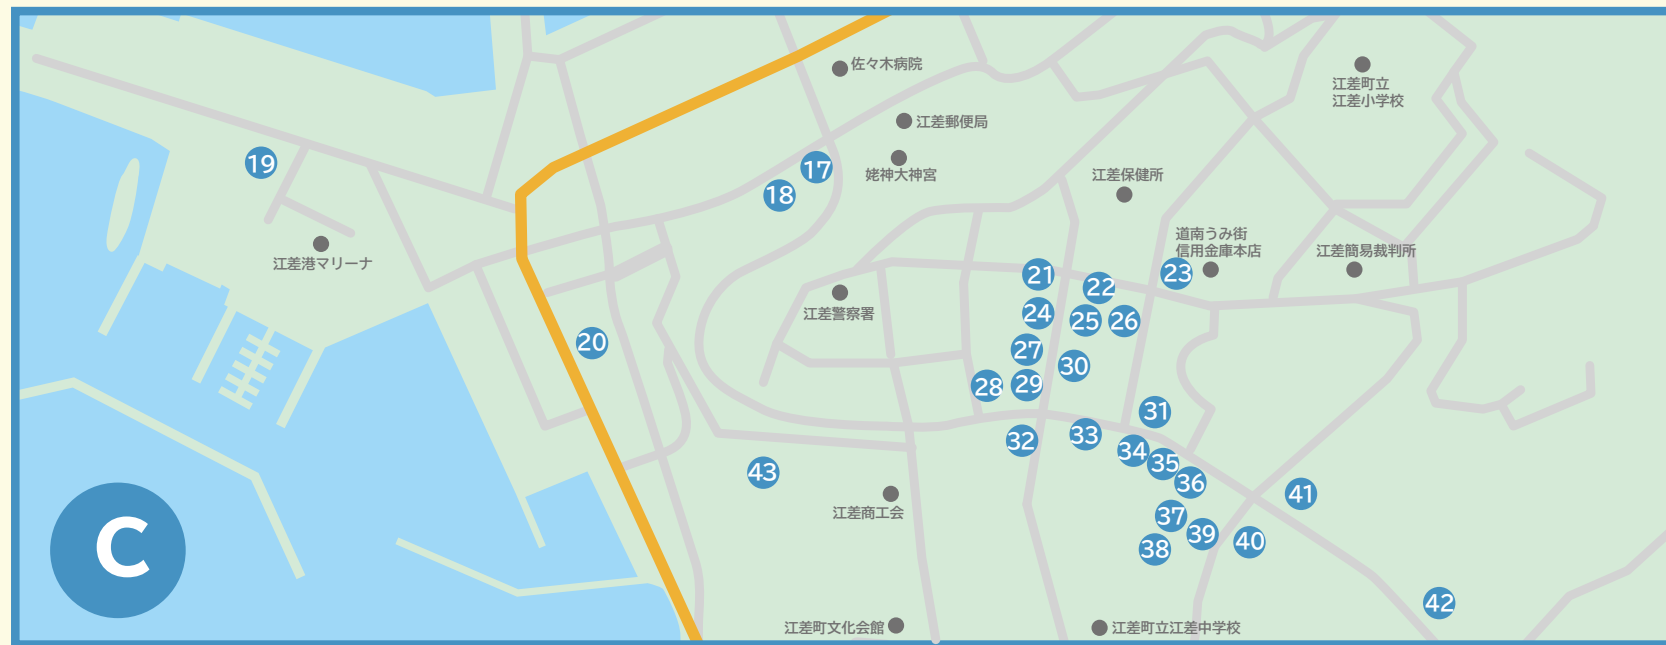 佐々木病院
江差町立
江差小学校
江差郵便局
19
17
姥神大神宮
江差保健所
18
道南うみ街
信用金庫本店
江差簡易裁判所
江差港マリーナ
21
22
23
江差警察署
24
25
26
20
27
30
28
29
31
32
33
34
35
43
36
41
江差商工会
37
39
40
38
C
42
江差町文化会館
江差町立江差中学校